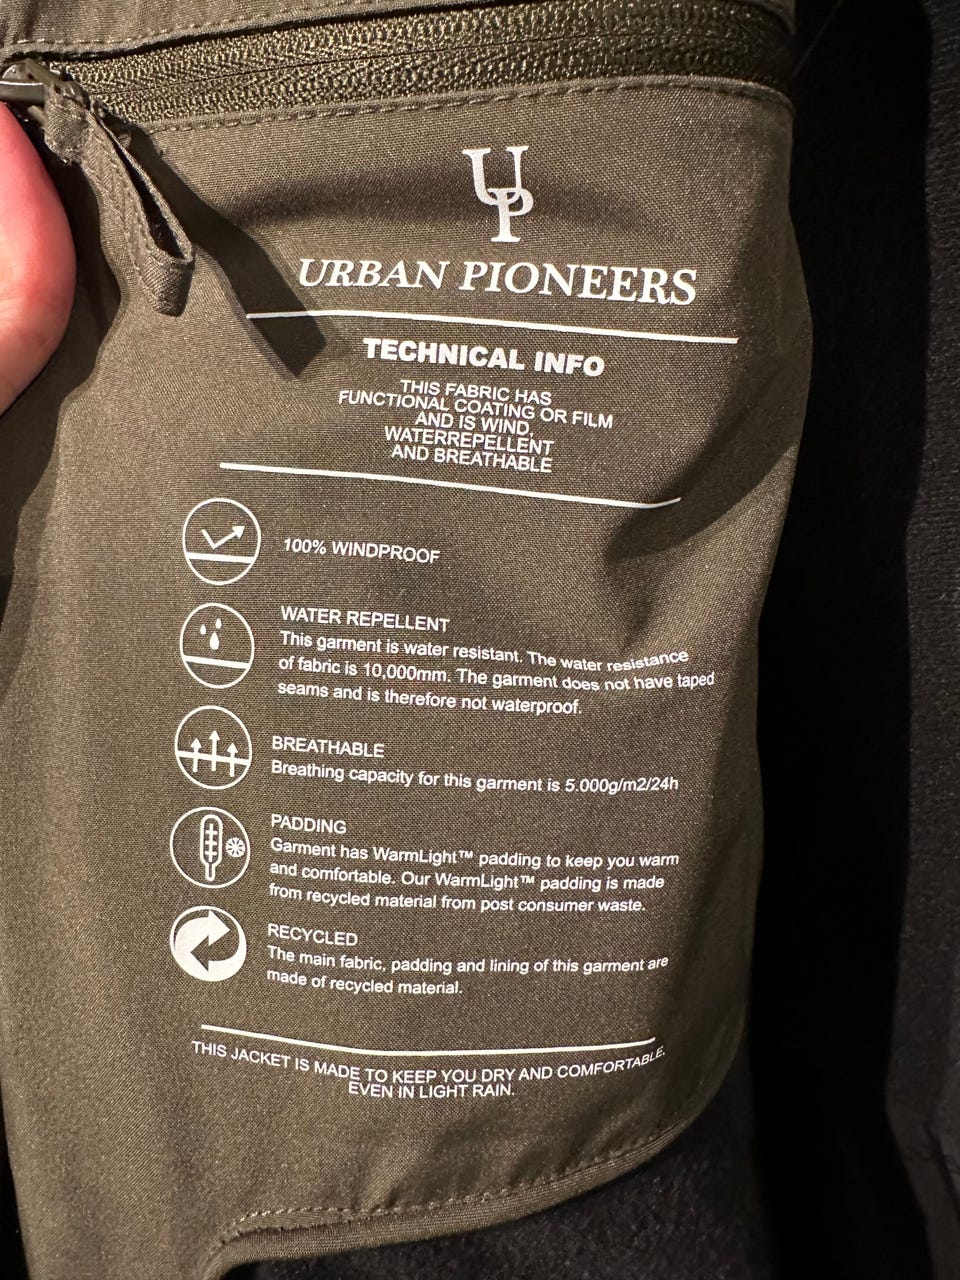 UP
URBAN PIONEERS
TECHNICAL INFO
THIS FABRIC HAS
FUNCTIONAL COATING OR FILM
AND IS WIND,
WATERREPELLENT
AND BREATHABLE
100% WINDPROOF
WATER REPELLENT
This garment is water resistant. The water resistance
of fabric is 10,000mm. The garment does not have taped
seams and is therefore not waterproof.
BREATHABLE
Breathing capacity for this garment is 5.000g/m2/24h
PADDING
Garment has WarmLight™ padding to keep you warm
and comfortable. Our WarmLight™ padding is made
from recycled material from post consumer waste.
RECYCLED
The main fabric, padding and lining of this garment are
made of recycled material.
THIS JACKET IS MADE TO KEEP YOU DRY AND COMFORTABLE,
EVEN IN LIGHT RAIN.